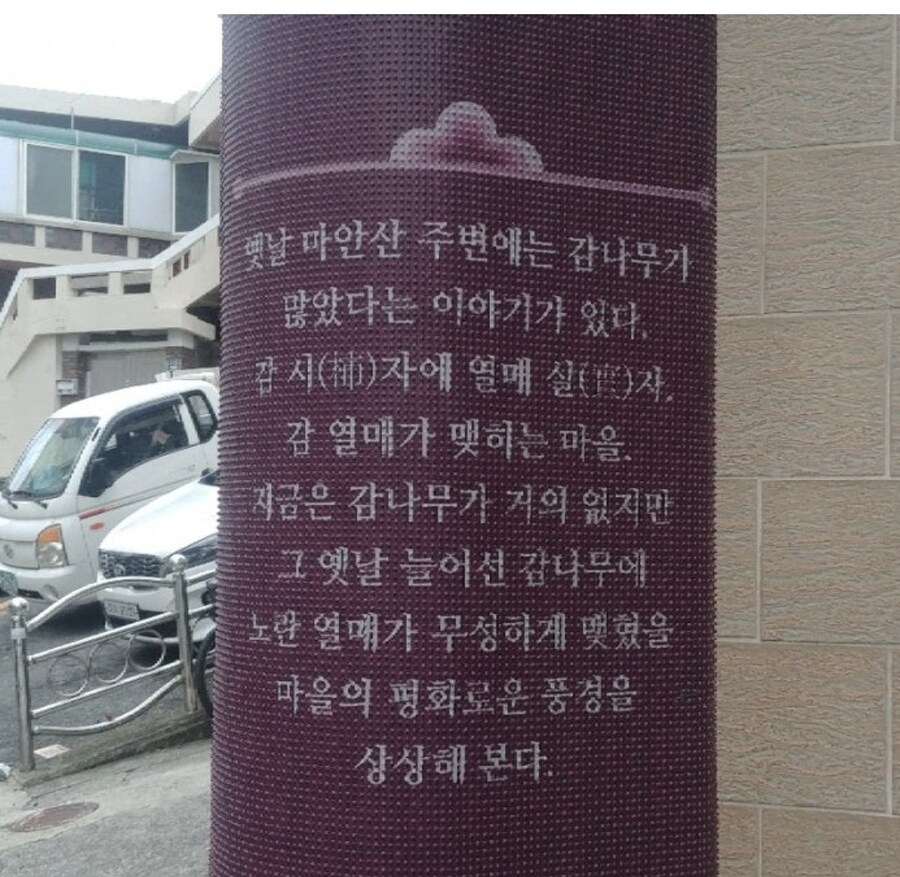 옛날 마안산 주변에는 감나무가
많았다는 이야기가 있다.
감 시(柿)자에 열매 실(實)자.
감 열매가 맺히는 마을.
지금은 감나무가 거의 없지만
그 옛날 늘어선 감나무에
노란 열매가 무성하게 맺혔을
마을의 평화로운 풍경을
상상해 본다.